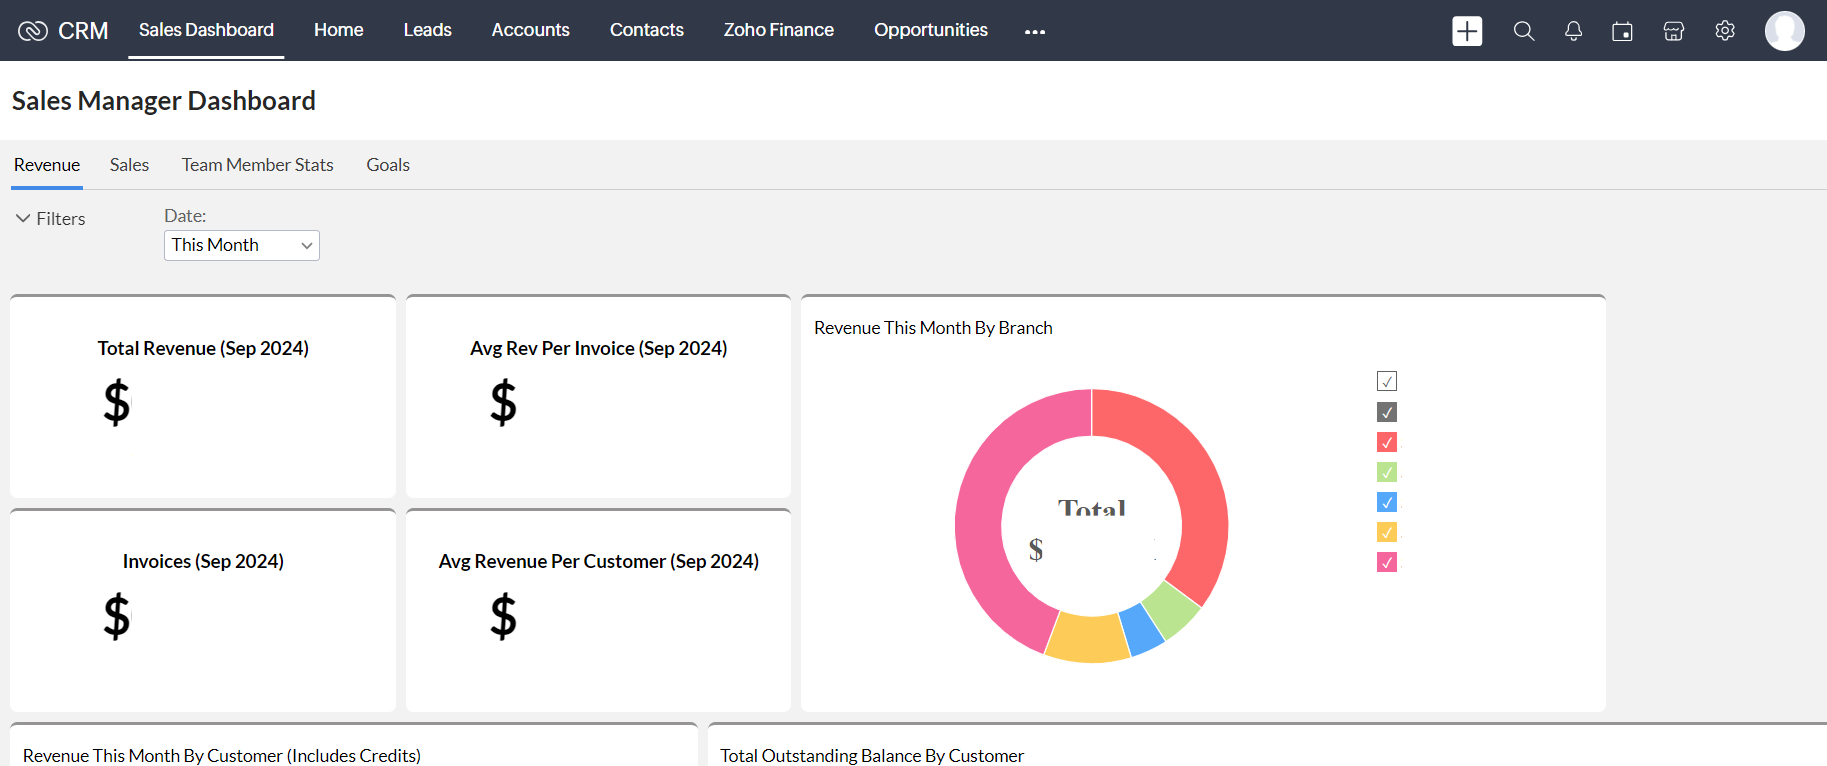 CRM Sales Dashboard Home Leads Accounts Contacts Zoho Finance Opportunities ...
Sales Manager Dashboard
Revenue Sales Team Member Stats Goals
Filters
Date:
This Month
Total Revenue (Sep 2024)
$
Avg Rev Per Invoice (Sep 2024)
$
Revenue This Month By Branch
Total
$
Invoices (Sep 2024)
$
Avg Revenue Per Customer (Sep 2024)
$
Revenue This Month By Customer (Includes Credits)
Total Outstanding Balance By Customer